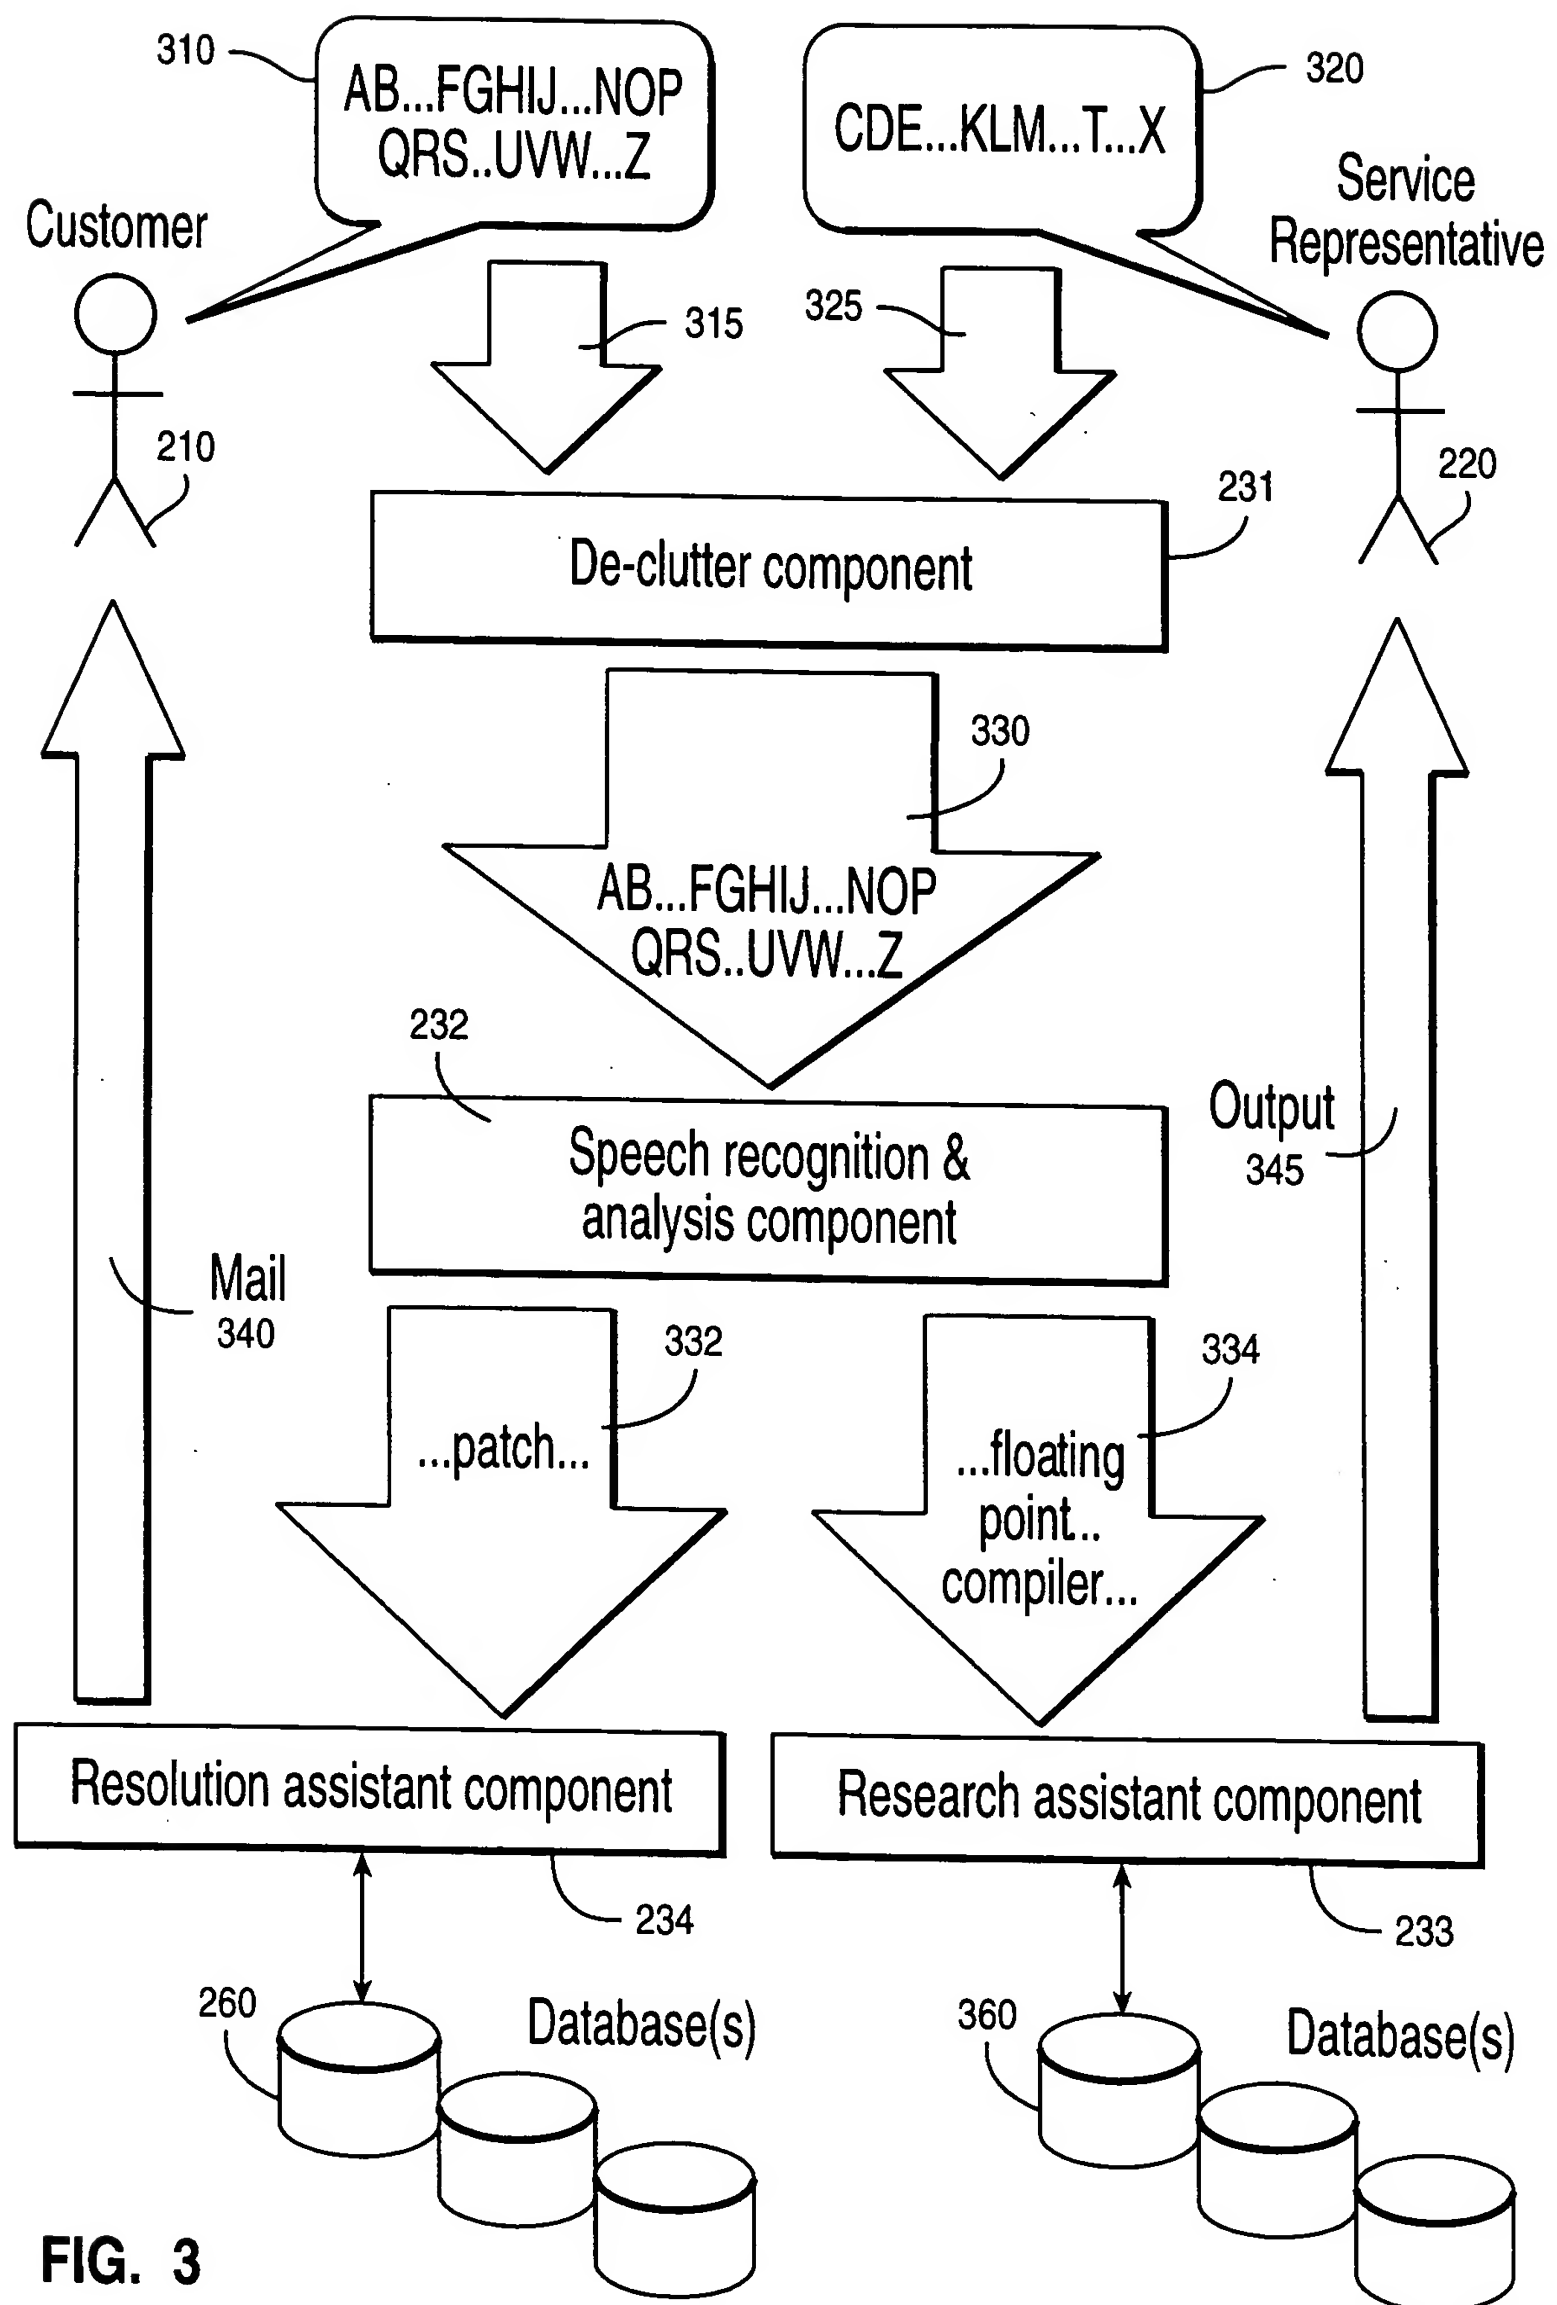 310
AB...FGHIJ...NOP
QRS..UVW...Z
CDE...KLM...T...X
320
Customer
Service
Representative
315
325
210
220
231
De-clutter component
330
AB...FGHIJ...NOP
QRS..UVW...Z
232
Speech recognition &
analysis component
Output
345
Mail
340
332
334
...patch...
...floating
point...
compiler...
Resolution assistant component
Research assistant component
234
233
260
Database(s)
360
Database(s)
FIG. 3